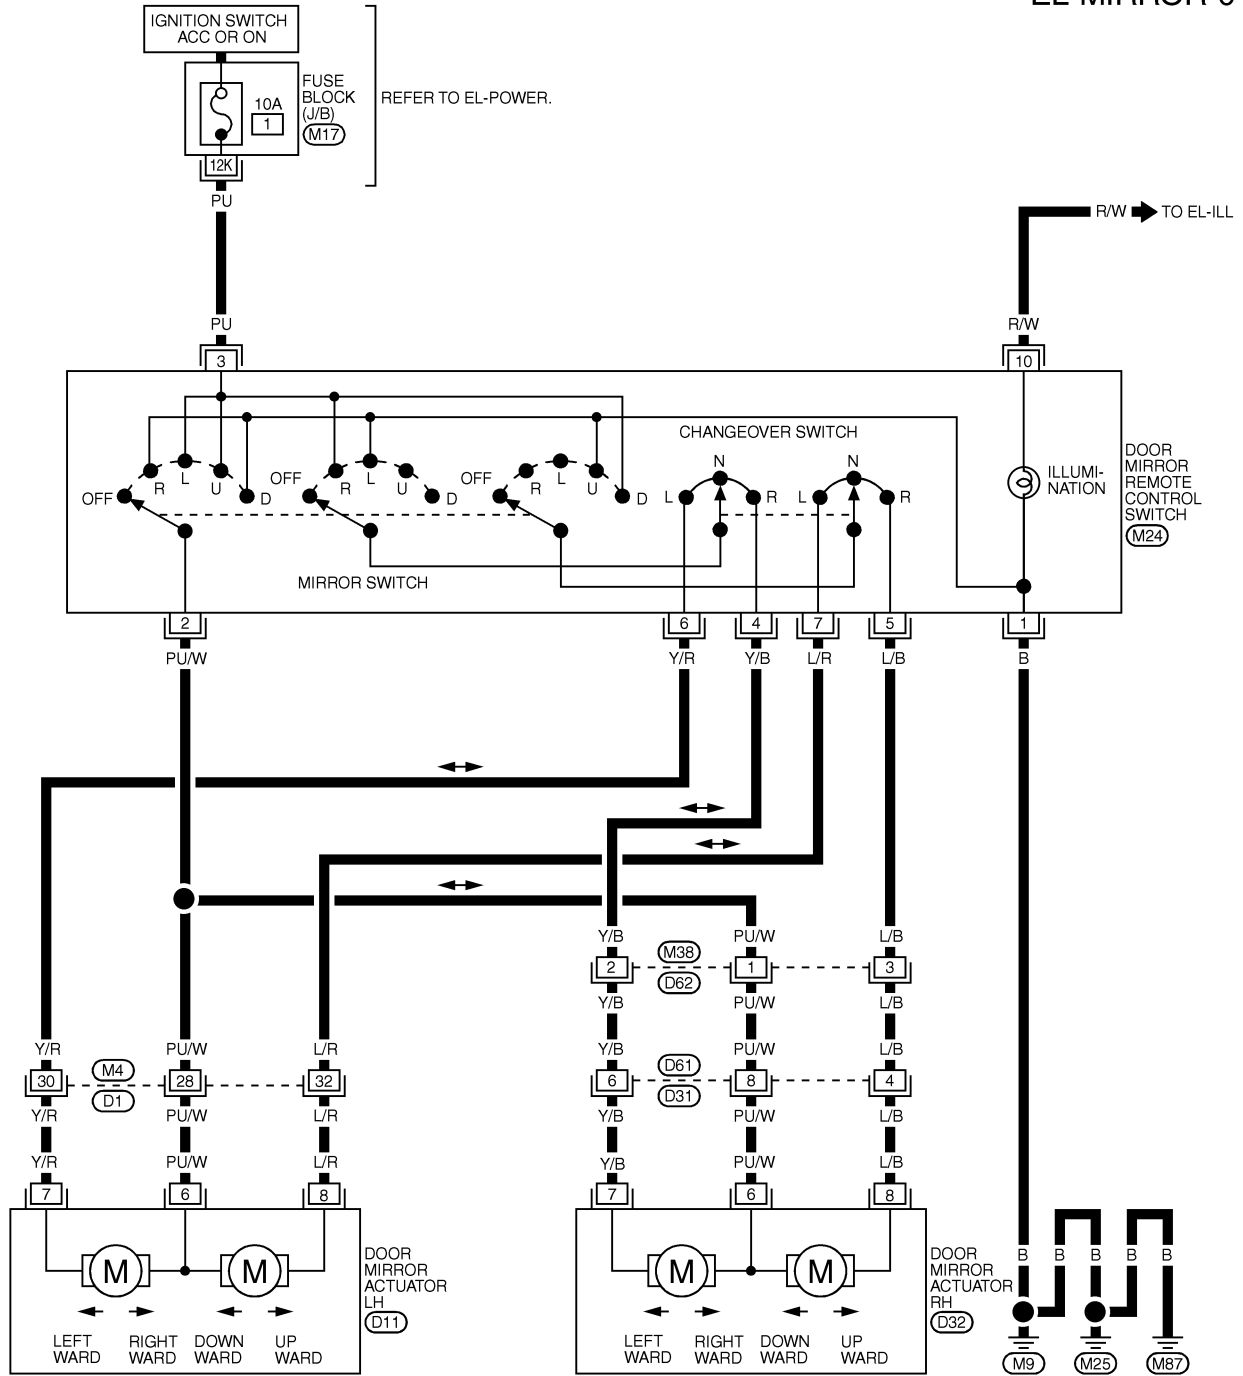 EL-MIRROR-0
IGNITION SWITCH
ACC OR ON
FUSE
BLOCK
(J/B)
M17
10A
1
12K
REFER TO EL-POWER.
PU
R/W
TO EL-ILL
PU
R/W
3
10
CHANGEOVER SWITCH
OFF
R
L
U
D
OFF
R
L
U
D
OFF
R
L
U
D
L
N
R
L
N
R
ILLUMI-
NATION
DOOR
MIRROR
REMOTE
CONTROL
SWITCH
M24
MIRROR SWITCH
2
6
4
7
5
1
PU/W
Y/R
Y/B
L/R
L/B
B
Y/B
PU/W
L/B
M38
2
1
3
D62
Y/B
PU/W
L/B
Y/R
PU/W
L/R
Y/B
PU/W
L/B
M4
D61
30
28
32
6
8
4
D1
D31
Y/R
PU/W
L/R
Y/B
PU/W
L/B
Y/R
PU/W
L/R
Y/B
PU/W
L/B
7
6
8
7
6
8
M
M
DOOR
MIRROR
ACTUATOR
LH
D11
M
M
DOOR
MIRROR
ACTUATOR
RH
D32
B
B
B
B
B
LEFT
WARD
RIGHT
WARD
DOWN
WARD
UP
WARD
LEFT
WARD
RIGHT
WARD
DOWN
WARD
UP
WARD
M9
M25
M87